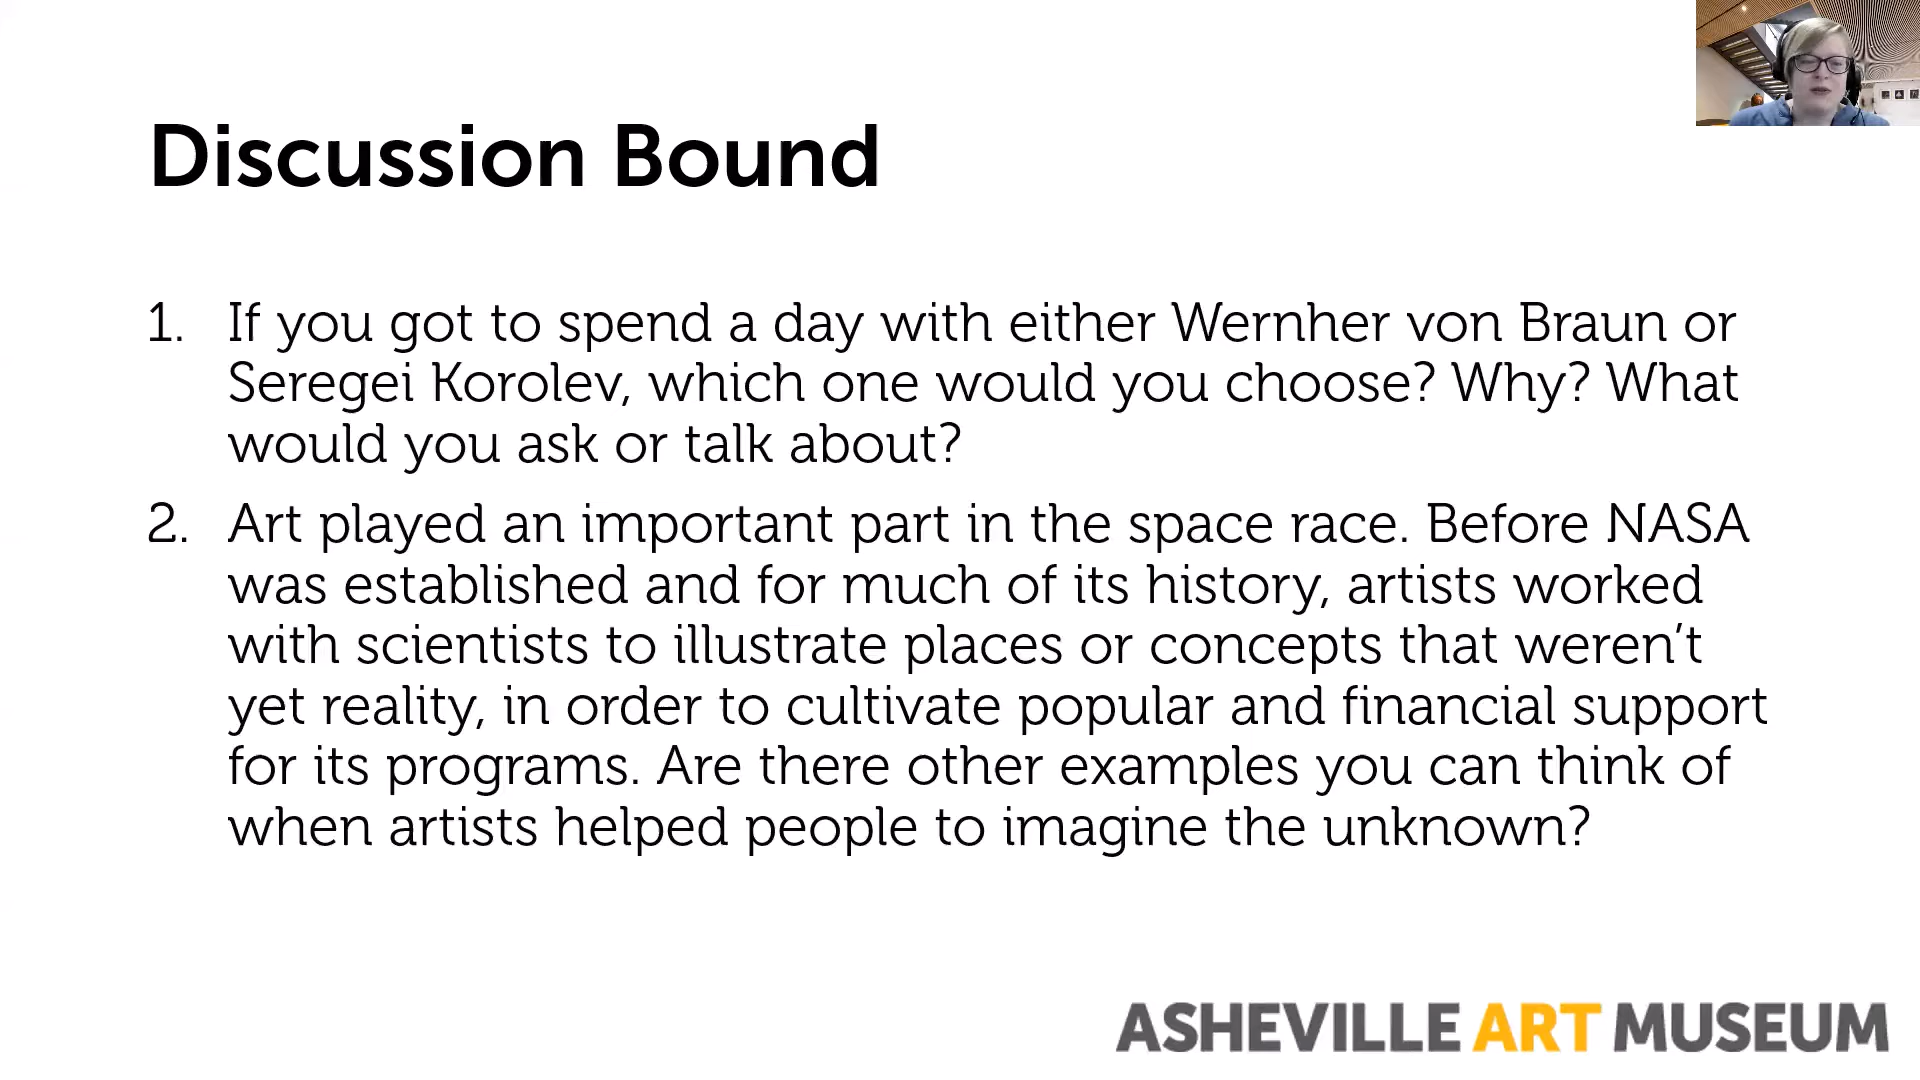 Discussion Bound
1. If you got to spend a day with either Wernher von Braun or
Seregei Korolev, which one would you choose? Why? What
would you ask or talk about?
2. Art played an important part in the space race. Before NASA
was established and for much of its history, artists worked
with scientists to illustrate places or concepts that weren’t
yet reality, in order to cultivate popular and financial support
for its programs. Are there other examples you can think of
when artists helped people to imagine the unknown?
ASHEVILLE ART MUSEUM